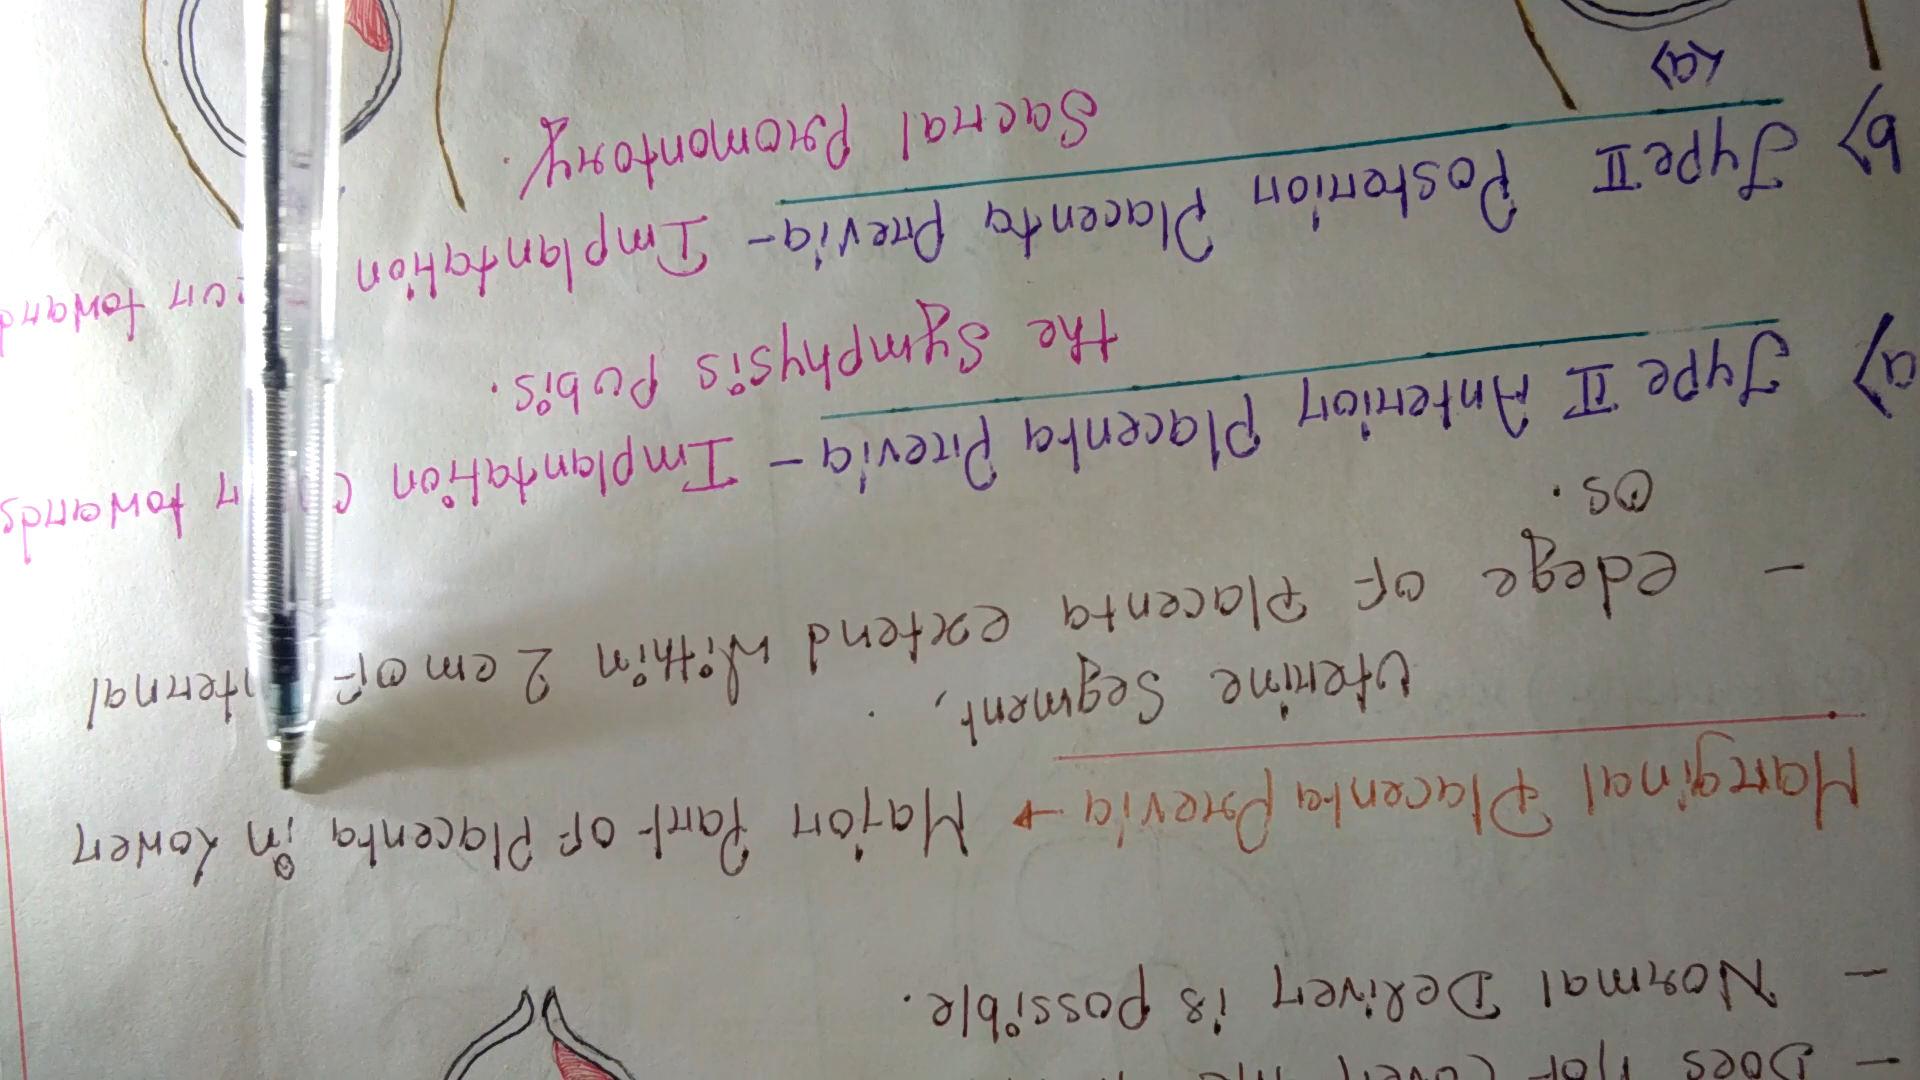 - Does not cover the
- Normal Delivery is possible.
Marginal Placenta Previa → Major Part of Placenta in Lower
Uterine Segment,
- edege of Placenta extend within 2 cm of
os.
a) Type II Anterior Placenta Previa - Implantation towards
the Symphysis Pubis.
b) Type II Posterior Placenta Previa - Implantation toward
Sacral Promontory.
(a)